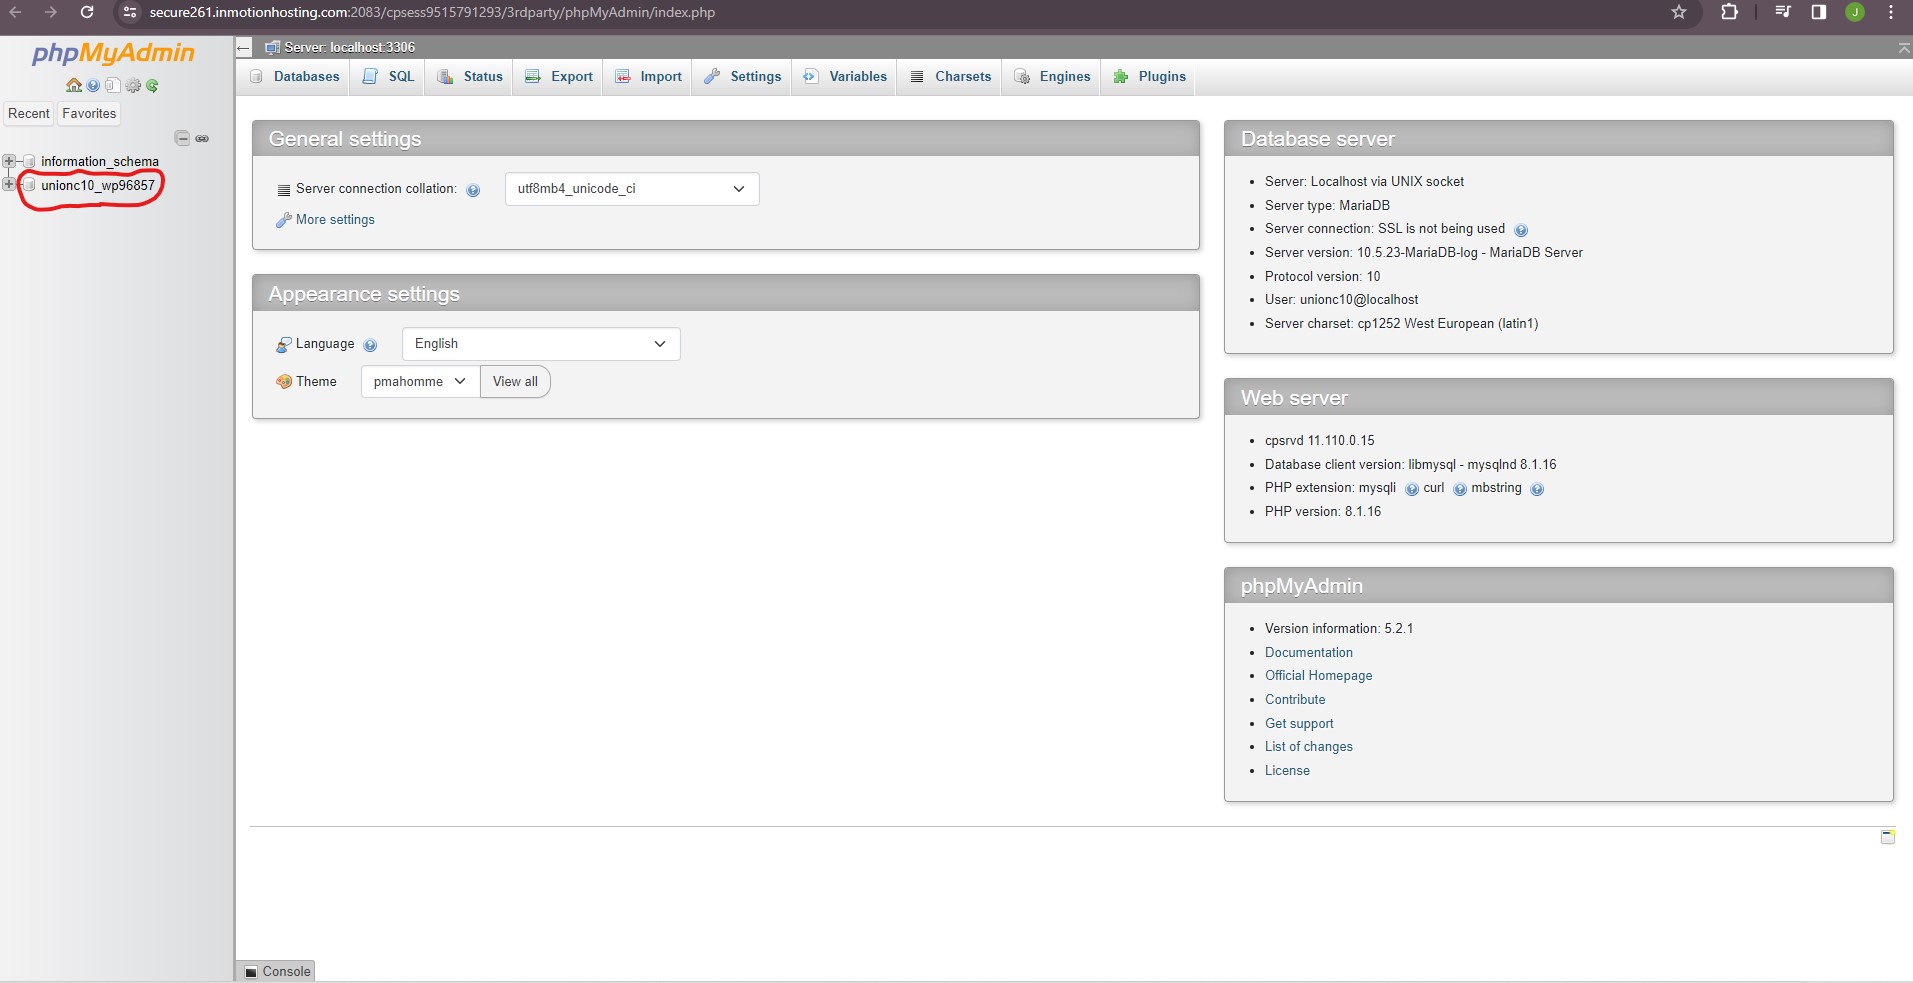 secure261.inmotionhosting.com:2083/cpsess9515791293/3rdparty/phpMyAdmin/index.php
J
phpMyAdmin
Recent
Favorites
information_schema
unionc10_wp96857
Server: localhost:3306
Databases
SQL
Status
Export
Import
Settings
Variables
Charsets
Engines
Plugins
General settings
Server connection collation:
utf8mb4_unicode_ci
More settings
Appearance settings
Language
English
Theme
pmahomme
View all
Database server
Server: Localhost via UNIX socket
Server type: MariaDB
Server connection: SSL is not being used
Server version: 10.5.23-MariaDB-log - MariaDB Server
Protocol version: 10
User: unionc10@localhost
Server charset: cp1252 West European (latin1)
Web server
cpsrvd 11.110.0.15
Database client version: libmysql - mysqlnd 8.1.16
PHP extension: mysqli curl mbstring
PHP version: 8.1.16
phpMyAdmin
Version information: 5.2.1
Documentation
Official Homepage
Contribute
Get support
List of changes
License
Console